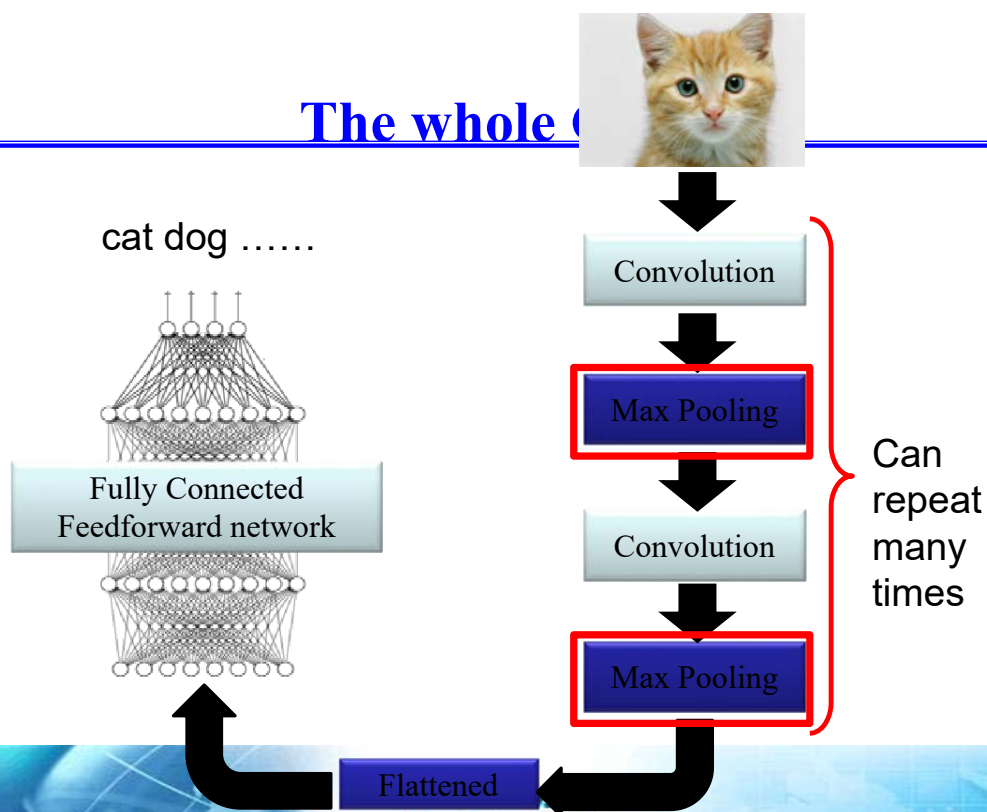 The whole
cat dog ……
Convolution
Max Pooling
Fully Connected
Feedforward network
Convolution
Max Pooling
Can
repeat
many
times
Flattened